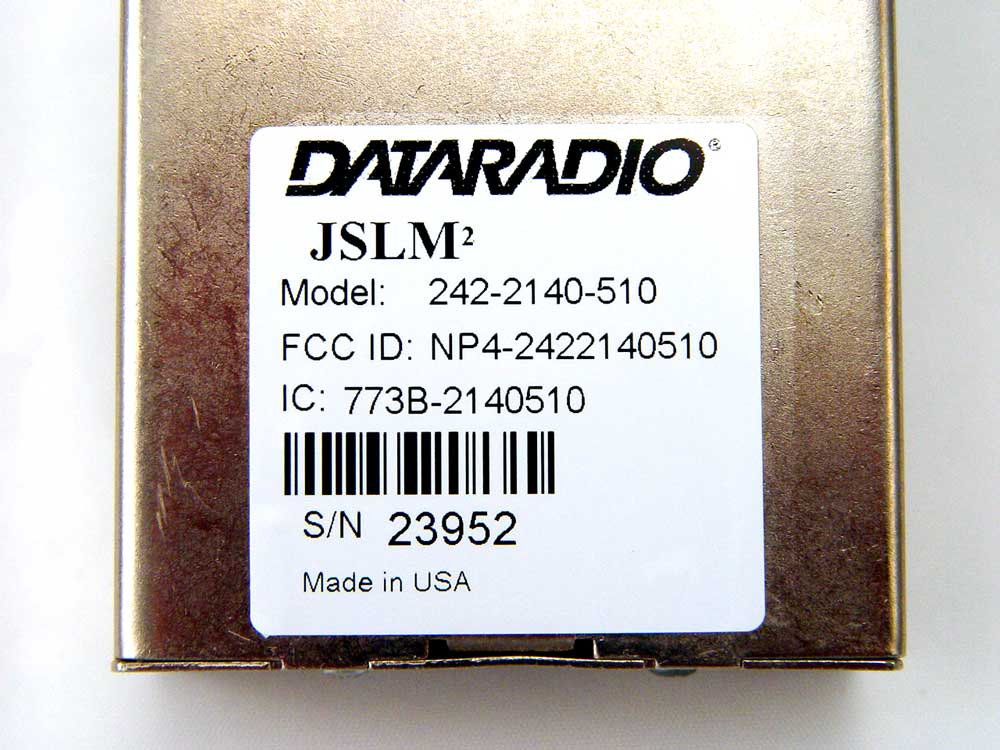 DATARADIO®
JSLM²
Model: 242-2140-510
FCC ID: NP4-2422140510
IC: 773B-2140510
S/N 23952
Made in USA